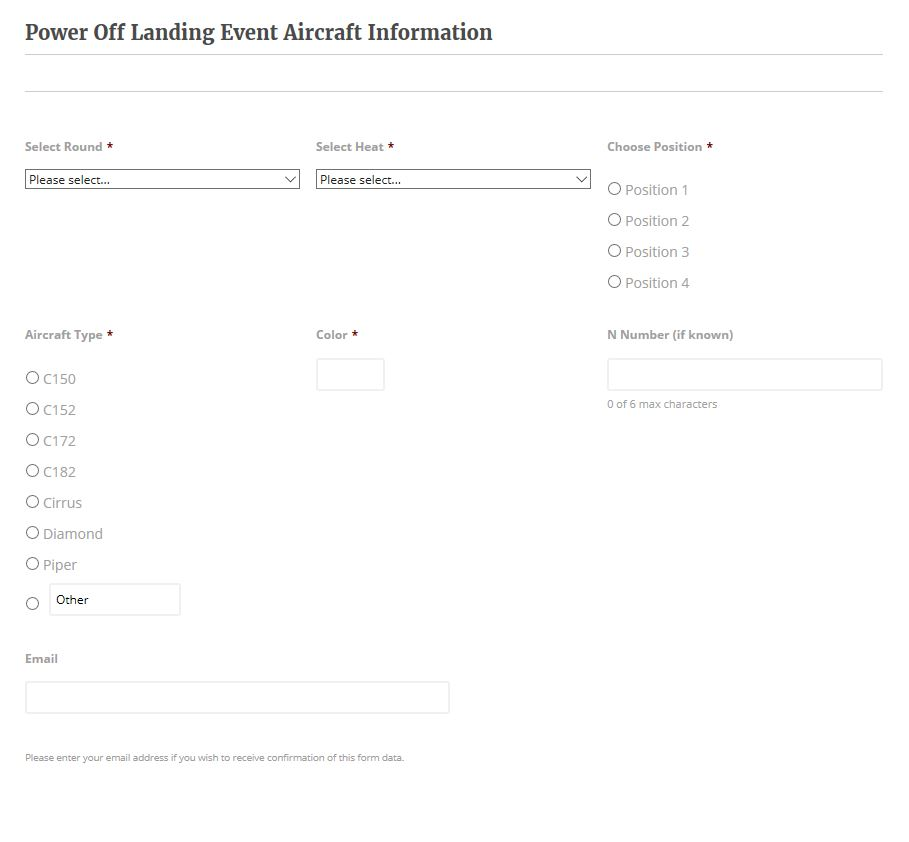 Power Off Landing Event Aircraft Information
Select Round *
Please select...
Select Heat *
Please select...
Choose Position *
Position 1
Position 2
Position 3
Position 4
Aircraft Type *
C150
C152
C172
C182
Cirrus
Diamond
Piper
Other
Color *
N Number (if known)
0 of 6 max characters
Email
Please enter your email address if you wish to receive confirmation of this form data.